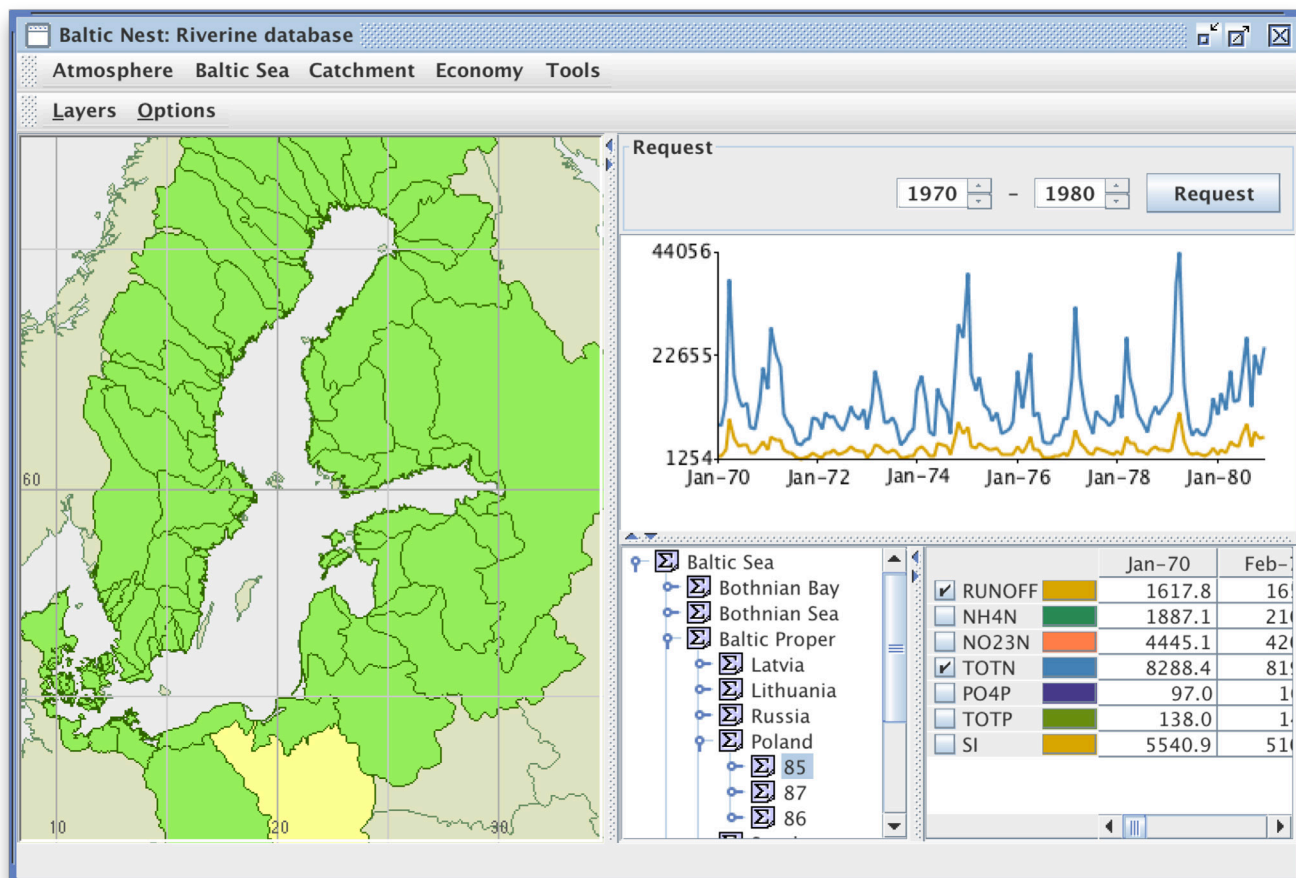 Baltic Nest: Riverine database
Atmosphere Baltic Sea Catchment Economy Tools
Layers Options
Request
1970 - 1980 Request
44056
22655
1254
Jan-70 Jan-72 Jan-74 Jan-76 Jan-78 Jan-80
60
10 20 30
Baltic Sea
Bothnian Bay
Bothnian Sea
Baltic Proper
Latvia
Lithuania
Russia
Poland
85
87
86
Jan-70 Feb-
RUNOFF 1617.8
NH4N 1887.1
NO23N 4445.1
TOTN 8288.4
PO4P 97.0
TOTP 138.0
SI 5540.9